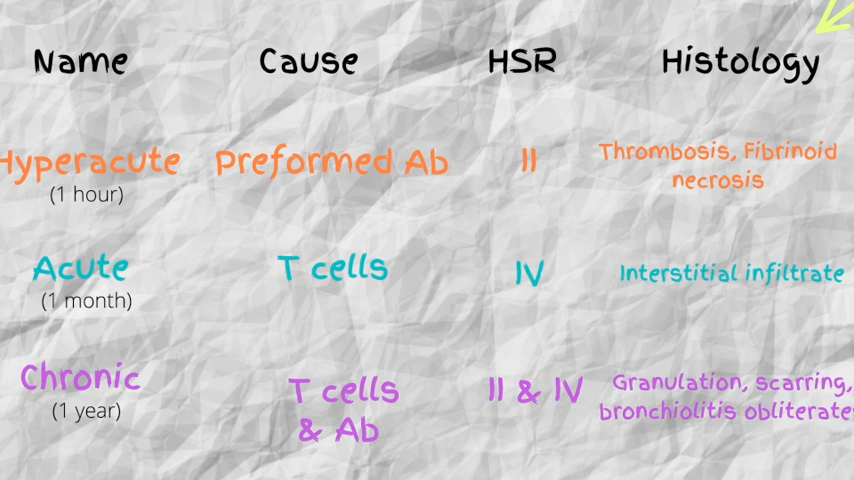 Name Cause HSR Histology
Hyperacute Preformed Ab II Thrombosis, Fibrinoid
(1 hour) necrosis
Acute T cells IV Interstitial infiltrate
(1 month)
Chronic T cells II & IV Granulation, scarring,
(1 year) & Ab bronchiolitis obliterates